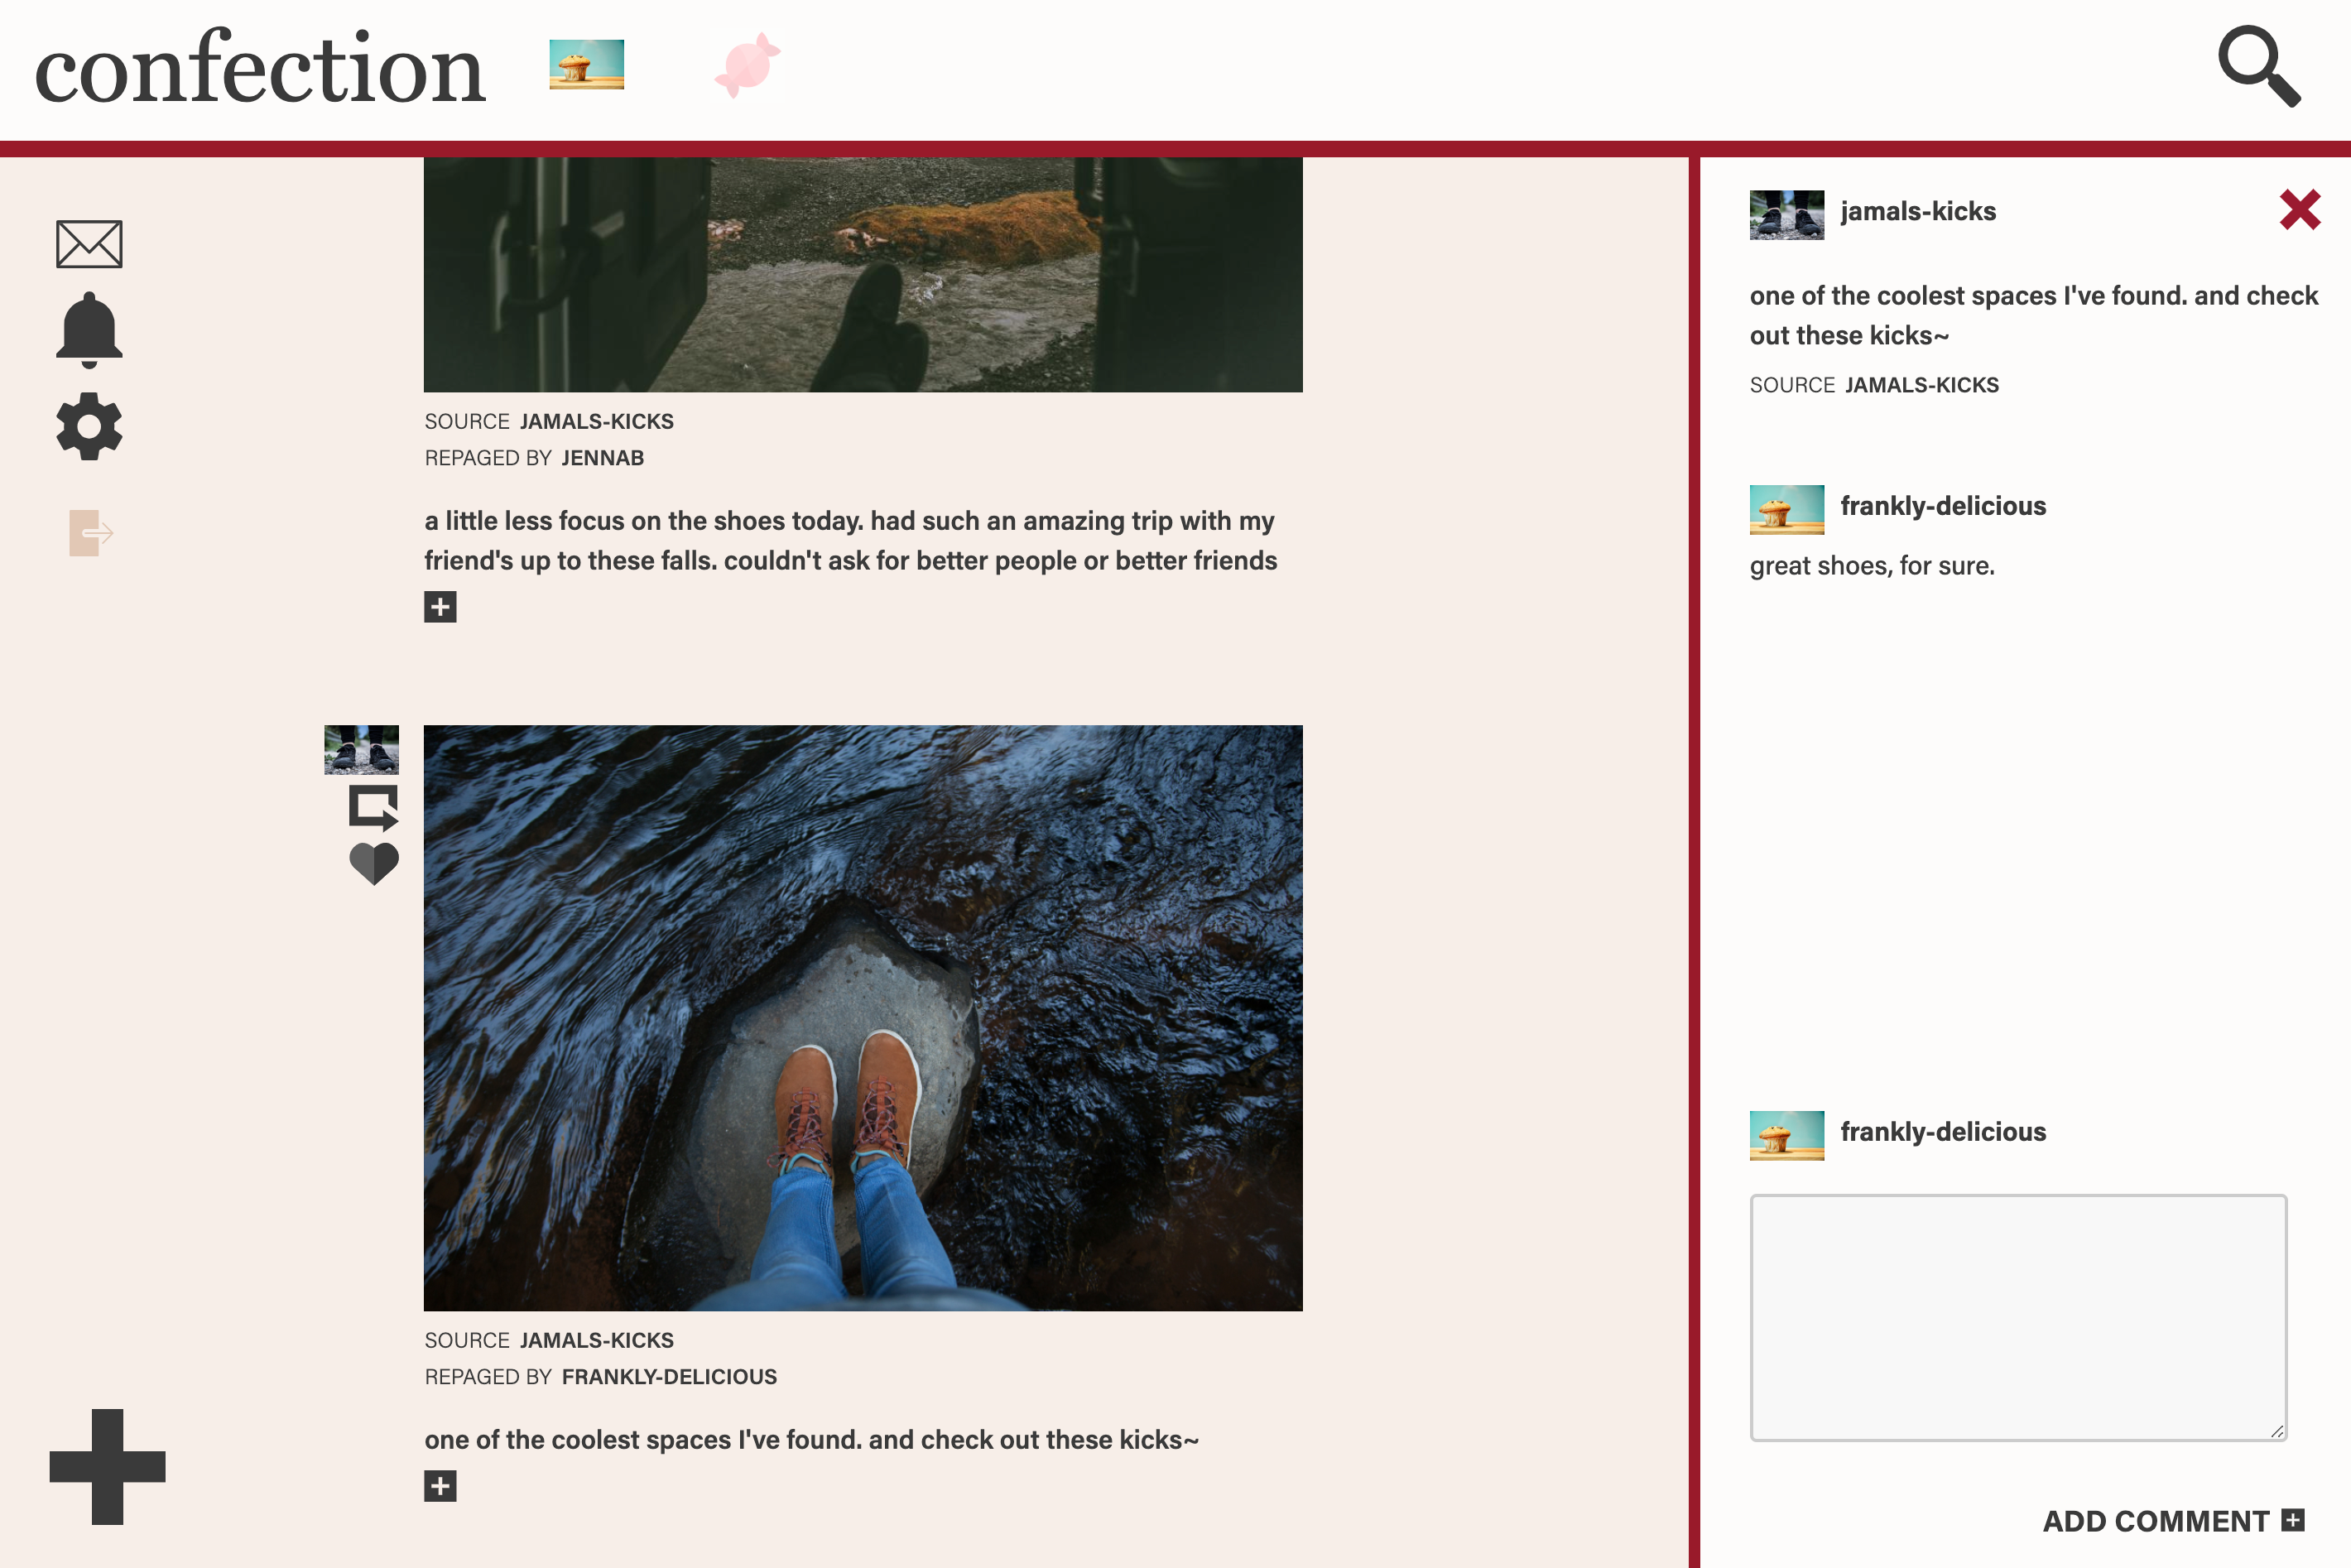 confection
SOURCE JAMALS-KICKS
REPAGED BY JENNAB
a little less focus on the shoes today. had such an amazing trip with my
friend's up to these falls. couldn't ask for better people or better friends
SOURCE JAMALS-KICKS
REPAGED BY FRANKLY-DELICIOUS
one of the coolest spaces I've found. and check out these kicks~
jamals-kicks
one of the coolest spaces I've found. and check
out these kicks~
SOURCE JAMALS-KICKS
frankly-delicious
great shoes, for sure.
frankly-delicious
ADD COMMENT